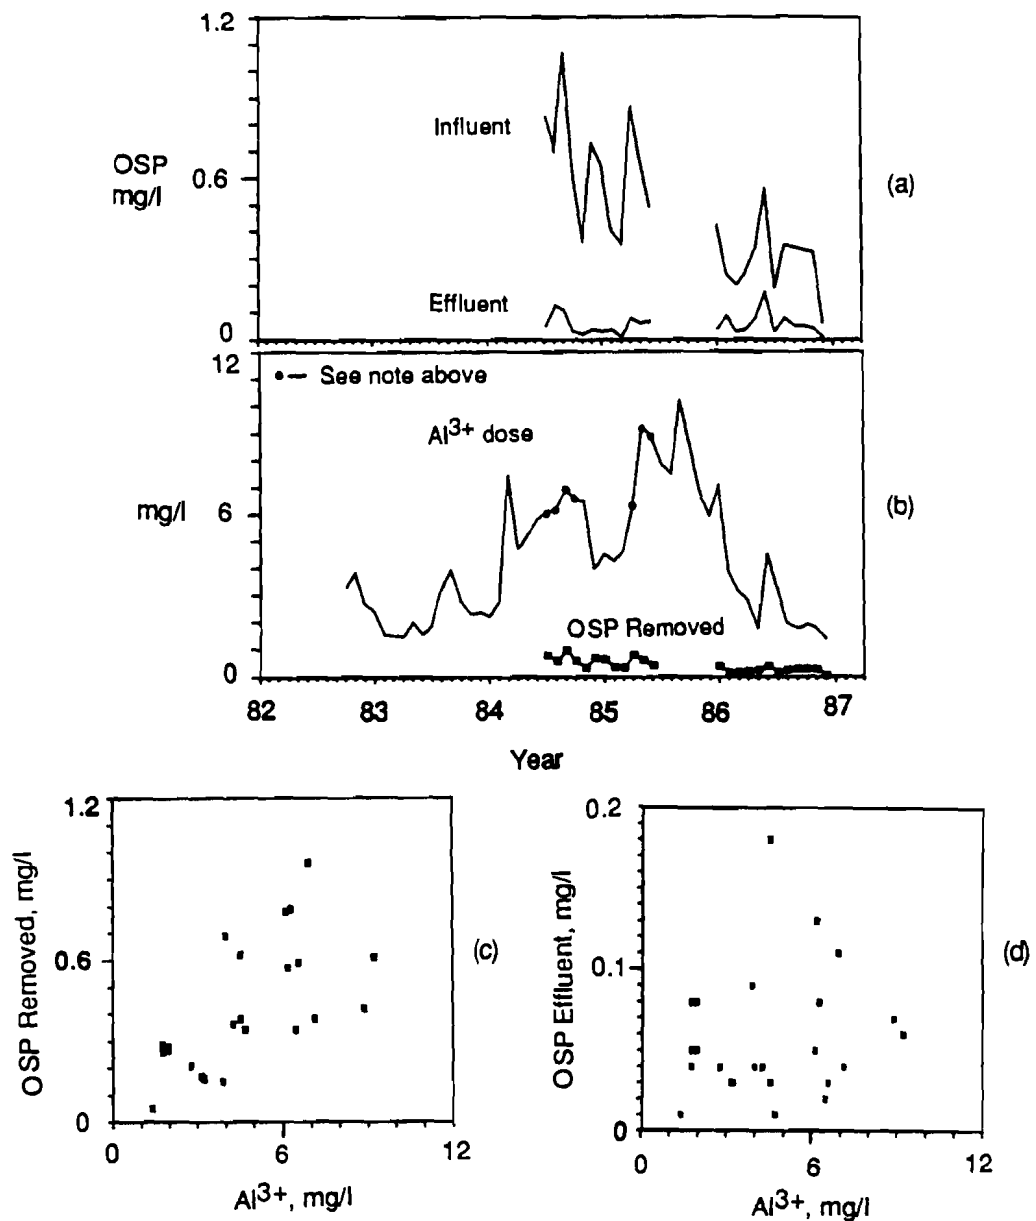 1.2
Influent
OSP
mg/l
0.6
(a)
Effluent
0
12
See note above
Al3+ dose
mg/l
6
(b)
OSP Removed
0
82
83
84
85
86
87
Year
1.2
OSP Removed, mg/l
0.6
(c)
0
0
6
12
Al3+, mg/l
0.2
OSP Effluent, mg/l
0.1
(d)
0
0
6
12
Al3+, mg/l